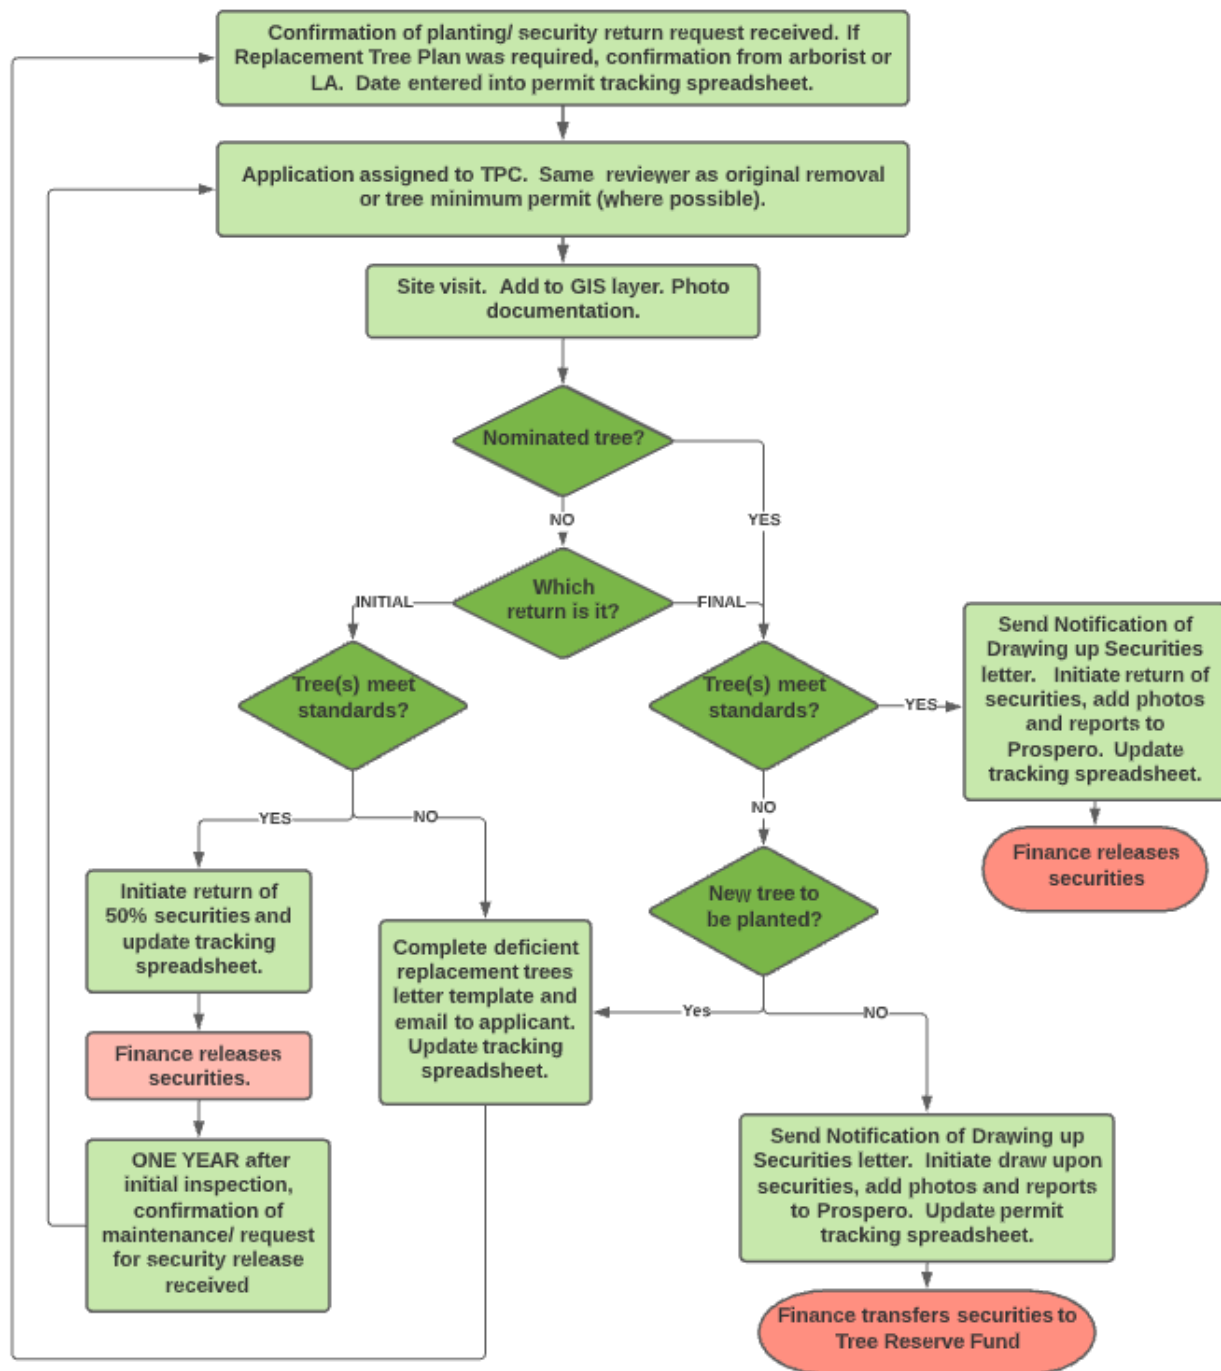 Confirmation of planting/ security return request received. If
Replacement Tree Plan was required, confirmation from arborist or
LA. Date entered into permit tracking spreadsheet.
Application assigned to TPC. Same reviewer as original removal
or tree minimum permit (where possible).
Site visit. Add to GIS layer. Photo
documentation.
Nominated tree?
NO
YES
Which
return is it?
INITIAL
FINAL
Tree(s) meet
standards?
Tree(s) meet
standards?
YES
Send Notification of
Drawing up Securities
letter. Initiate return of
securities, add photos
and reports to
Prospero. Update
tracking spreadsheet.
YES
NO
NO
Finance releases
securities
Initiate return of
50% securities and
update tracking
spreadsheet.
New tree to
be planted?
Complete deficient
replacement trees
letter template and
email to applicant.
Update tracking
spreadsheet.
Yes
NO
Finance releases
securities.
ONE YEAR after
initial inspection,
confirmation of
maintenance/ request
for security release
received
Send Notification of Drawing up
Securities letter. Initiate draw upon
securities, add photos and reports
to Prospero. Update permit
tracking spreadsheet.
Finance transfers securities to
Tree Reserve Fund